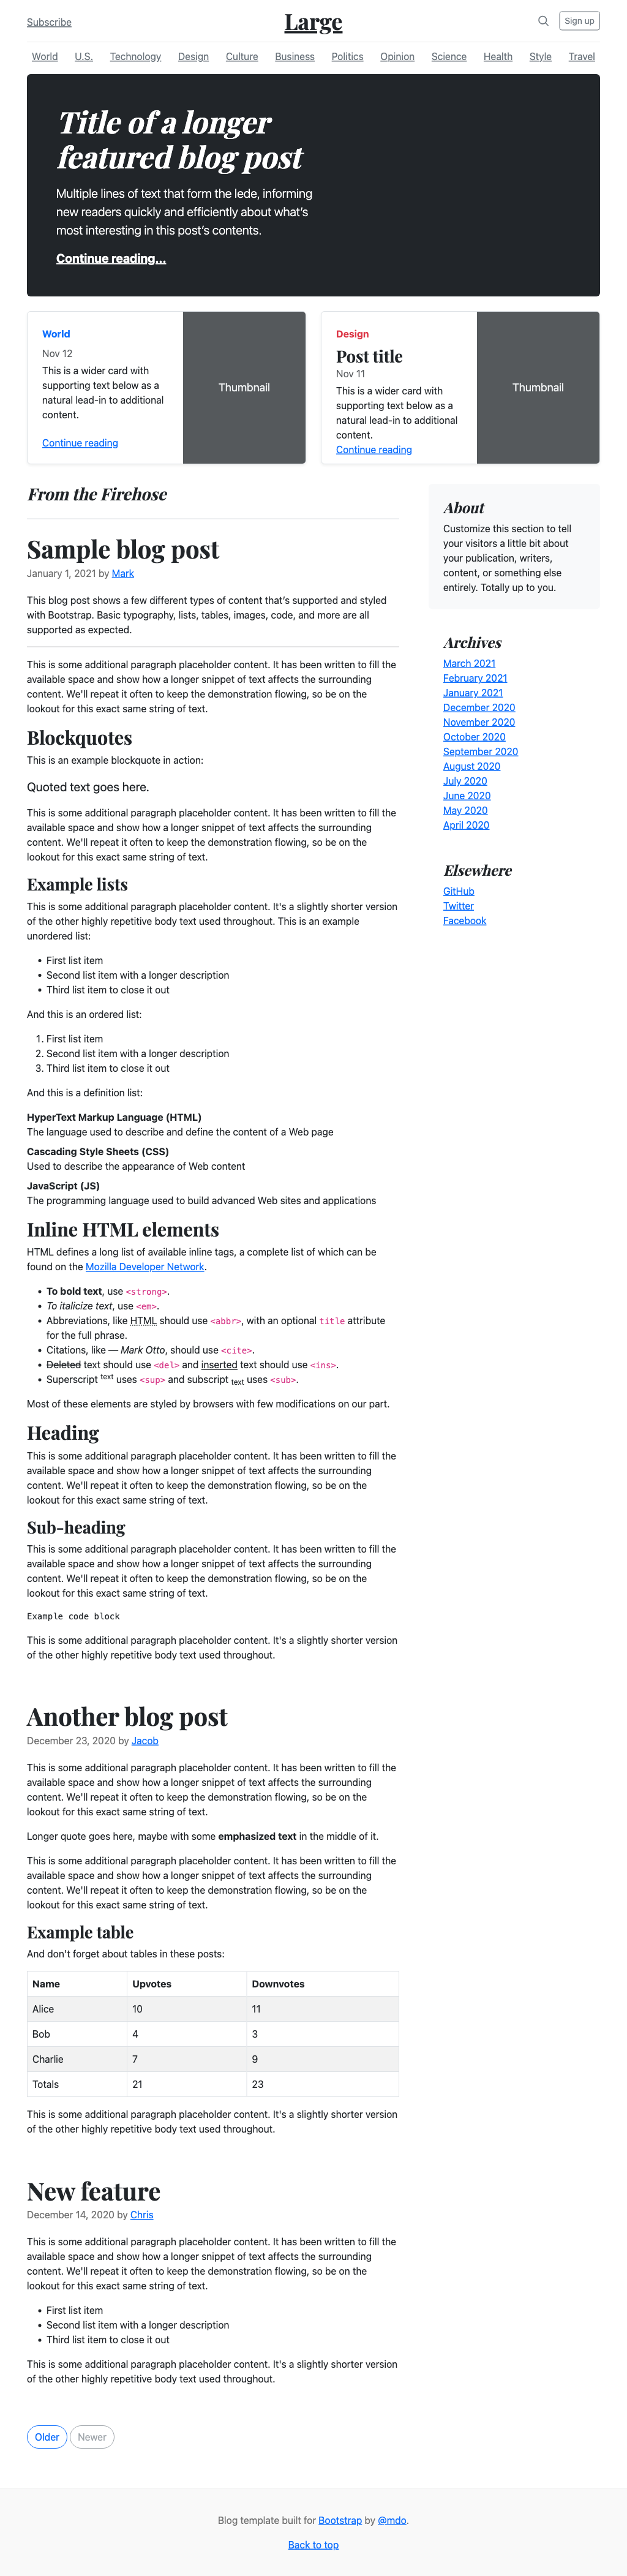 Subscribe
Large
Sign up
World U.S. Technology Design Culture Business Politics Opinion Science Health Style Travel
Title of a longer
featured blog post
Multiple lines of text that form the lede, informing
new readers quickly and efficiently about what's
most interesting in this post's contents.
Continue reading...
World
Nov 12
This is a wider card with
supporting text below as a
natural lead-in to additional
content.
Continue reading
Thumbnail
Design
Post title
Nov 11
This is a wider card with
supporting text below as a
natural lead-in to additional
content.
Continue reading
Thumbnail
From the Firehose
Sample blog post
January 1, 2021 by Mark
This blog post shows a few different types of content that's supported and styled
with Bootstrap. Basic typography, lists, tables, images, code, and more are all
supported as expected.
This is some additional paragraph placeholder content. It has been written to fill the
available space and show how a longer snippet of text affects the surrounding
content. We'll repeat it often to keep the demonstration flowing, so be on the
lookout for this exact same string of text.
Blockquotes
This is an example blockquote in action:
Quoted text goes here.
This is some additional paragraph placeholder content. It has been written to fill the
available space and show how a longer snippet of text affects the surrounding
content. We'll repeat it often to keep the demonstration flowing, so be on the
lookout for this exact same string of text.
Example lists
This is some additional paragraph placeholder content. It's a slightly shorter version
of the other highly repetitive body text used throughout. This is an example
unordered list:
• First list item
• Second list item with a longer description
• Third list item to close it out
And this is an ordered list:
1. First list item
2. Second list item with a longer description
3. Third list item to close it out
And this is a definition list:
HyperText Markup Language (HTML)
The language used to describe and define the content of a Web page
Cascading Style Sheets (CSS)
Used to describe the appearance of Web content
JavaScript (JS)
The programming language used to build advanced Web sites and applications
Inline HTML elements
HTML defines a long list of available inline tags, a complete list of which can be
found on the Mozilla Developer Network.
• To bold text, use <strong>.
• To italicize text, use <em>.
• Abbreviations, like HTML should use <abbr>, with an optional title attribute
for the full phrase.
• Citations, like — Mark Otto, should use <cite>.
• Deleted text should use <del> and inserted text should use <ins>.
• Superscript text uses <sup> and subscript text uses <sub>.
Most of these elements are styled by browsers with few modifications on our part.
Heading
This is some additional paragraph placeholder content. It has been written to fill the
available space and show how a longer snippet of text affects the surrounding
content. We'll repeat it often to keep the demonstration flowing, so be on the
lookout for this exact same string of text.
Sub-heading
This is some additional paragraph placeholder content. It has been written to fill the
available space and show how a longer snippet of text affects the surrounding
content. We'll repeat it often to keep the demonstration flowing, so be on the
lookout for this exact same string of text.
Example code block
This is some additional paragraph placeholder content. It's a slightly shorter version
of the other highly repetitive body text used throughout.
Another blog post
December 23, 2020 by Jacob
This is some additional paragraph placeholder content. It has been written to fill the
available space and show how a longer snippet of text affects the surrounding
content. We'll repeat it often to keep the demonstration flowing, so be on the
lookout for this exact same string of text.
Longer quote goes here, maybe with some emphasized text in the middle of it.
This is some additional paragraph placeholder content. It has been written to fill the
available space and show how a longer snippet of text affects the surrounding
content. We'll repeat it often to keep the demonstration flowing, so be on the
lookout for this exact same string of text.
Example table
And don't forget about tables in these posts:
Name Upvotes Downvotes
Alice 10 11
Bob 4 3
Charlie 7 9
Totals 21 23
This is some additional paragraph placeholder content. It's a slightly shorter version
of the other highly repetitive body text used throughout.
New feature
December 14, 2020 by Chris
This is some additional paragraph placeholder content. It has been written to fill the
available space and show how a longer snippet of text affects the surrounding
content. We'll repeat it often to keep the demonstration flowing, so be on the
lookout for this exact same string of text.
• First list item
• Second list item with a longer description
• Third list item to close it out
This is some additional paragraph placeholder content. It's a slightly shorter version
of the other highly repetitive body text used throughout.
Older Newer
About
Customize this section to tell
your visitors a little bit about
your publication, writers,
content, or something else
entirely. Totally up to you.
Archives
March 2021
February 2021
January 2021
December 2020
November 2020
October 2020
September 2020
August 2020
July 2020
June 2020
May 2020
April 2020
Elsewhere
GitHub
Twitter
Facebook
Blog template built for Bootstrap by @mdo.
Back to top